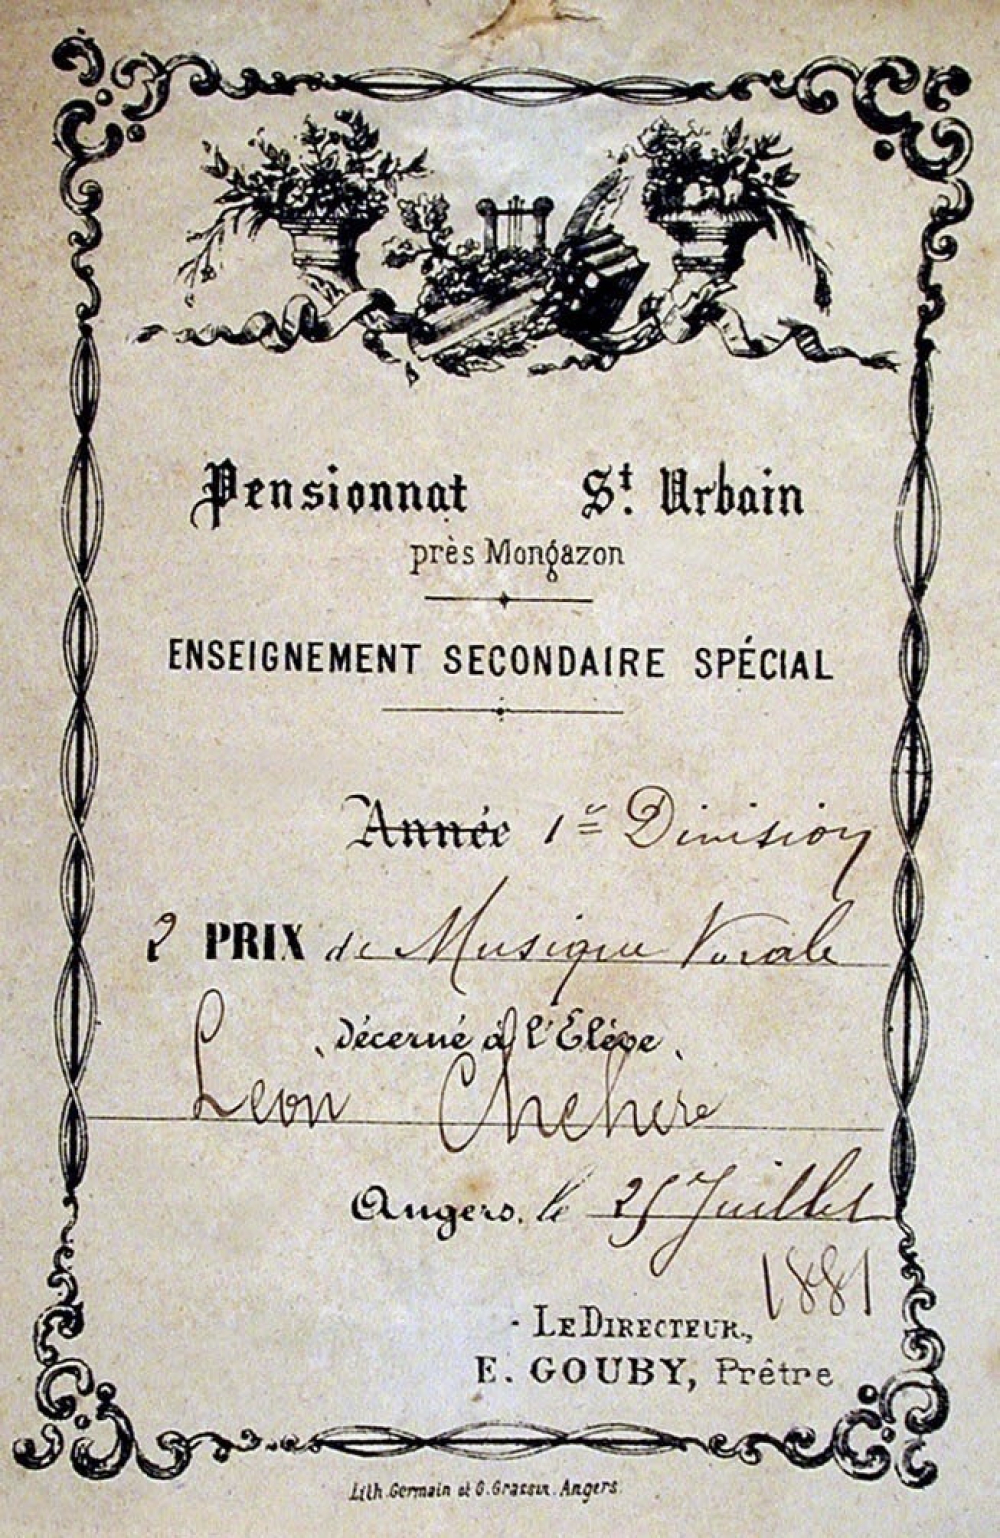 Pensionnat St Urbain
près Mongazon
ENSEIGNEMENT SECONDAIRE SPÉCIAL
Année 1re Division
2 PRIX de Musique Vocale
décerné à l'Élève
Léon Chehere
Angers, le 25 Juillet
1881
LE DIRECTEUR,
E. GOUBY, Prêtre
Lith. Germain et G. Grassin. Angers.